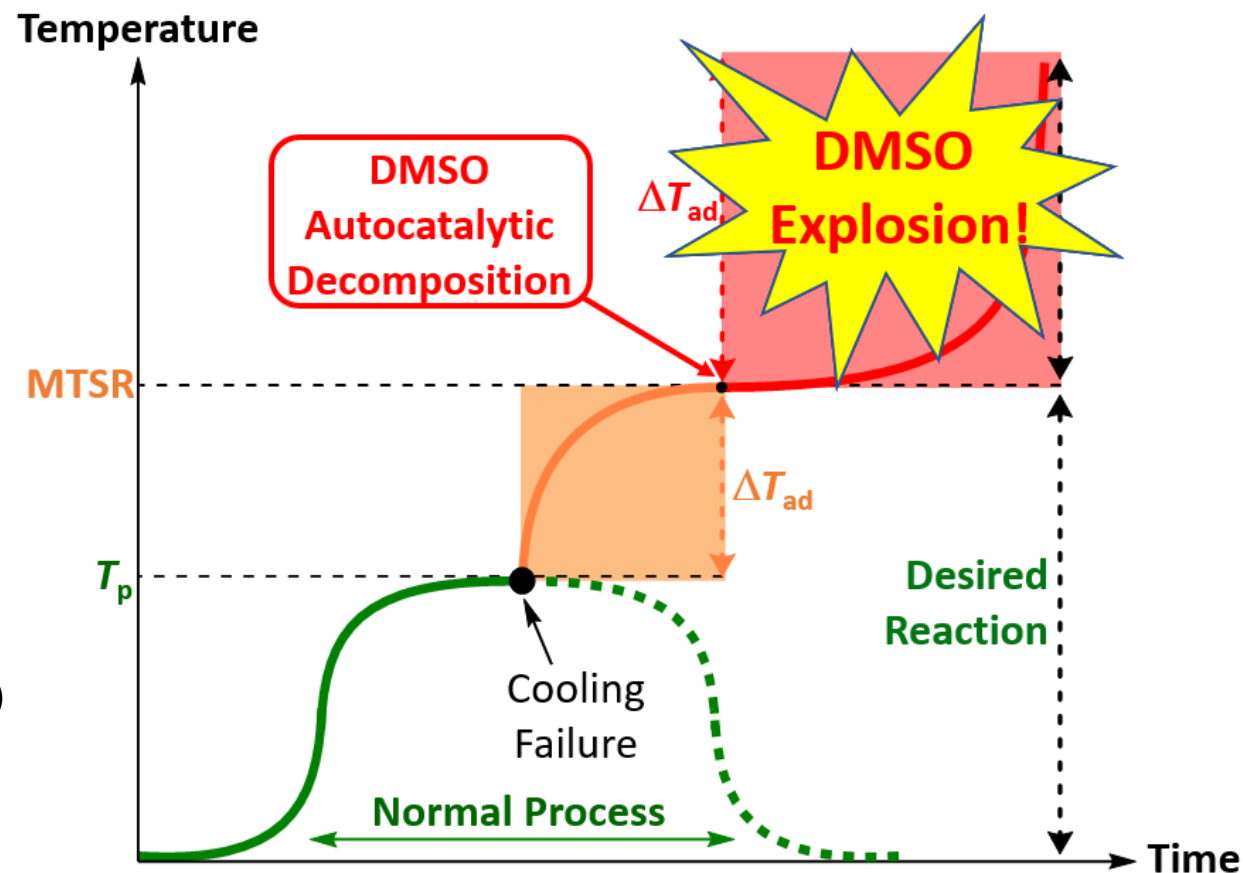 Temperature
DMSO
Explosion!
DMSO
Autocatalytic
Decomposition
ΔTad
MTSR
ΔTad
Tp
Desired
Reaction
)
Cooling
Failure
Normal Process
Time